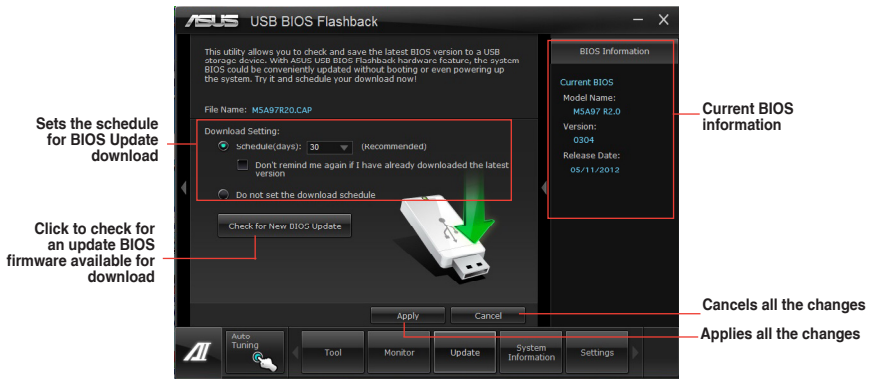 ASUS USB BIOS Flashback
This utility allows you to check and save the latest BIOS version to a USB
storage device. With ASUS USB BIOS Flashback hardware feature, the system
BIOS could be conveniently updated without booting or even powering up
the system. Try it and schedule your download now!
File Name: M5A97R20.CAP
Download Setting:
Schedule(days): 30 (Recommended)
Don't remind me again if I have already downloaded the latest
version
Do not set the download schedule
Check for New BIOS Update
Apply
Cancel
BIOS Information
Current BIOS
Model Name:
M5A97 R2.0
Version:
0304
Release Date:
05/11/2012
Auto
Tuning
Tool
Monitor
Update
System
Information
Settings
Sets the schedule
for BIOS Update
download
Click to check for
an update BIOS
firmware available for
download
Current BIOS
information
Cancels all the changes
Applies all the changes